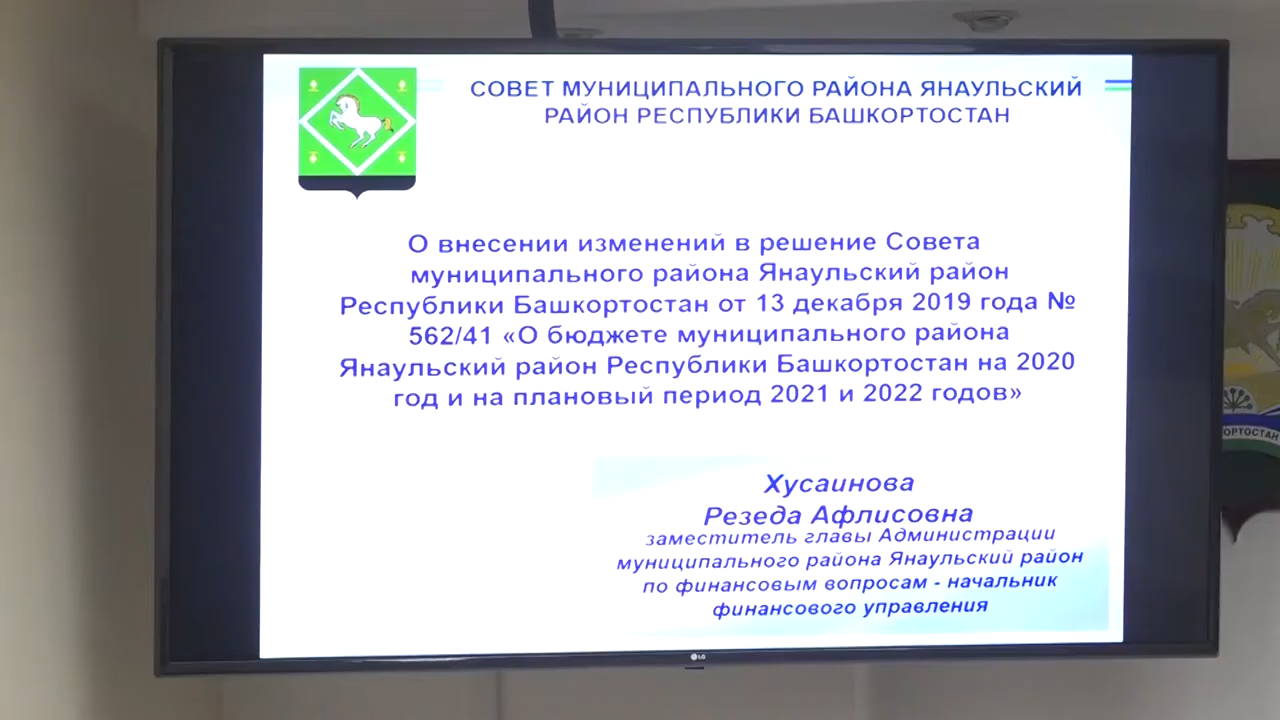 СОВЕТ МУНИЦИПАЛЬНОГО РАЙОНА ЯНАУЛЬСКИЙ
РАЙОН РЕСПУБЛИКИ БАШКОРТОСТАН
О внесении изменений в решение Совета
муниципального района Янаульский район
Республики Башкортостан от 13 декабря 2019 года №
562/41 «О бюджете муниципального района
Янаульский район Республики Башкортостан на 2020
год и на плановый период 2021 и 2022 годов»
Хусаинова
Резеда Афлисовна
заместитель главы Администрации
муниципального района Янаульский район
по финансовым вопросам - начальник
финансового управления
LG
ОРТОСТАН